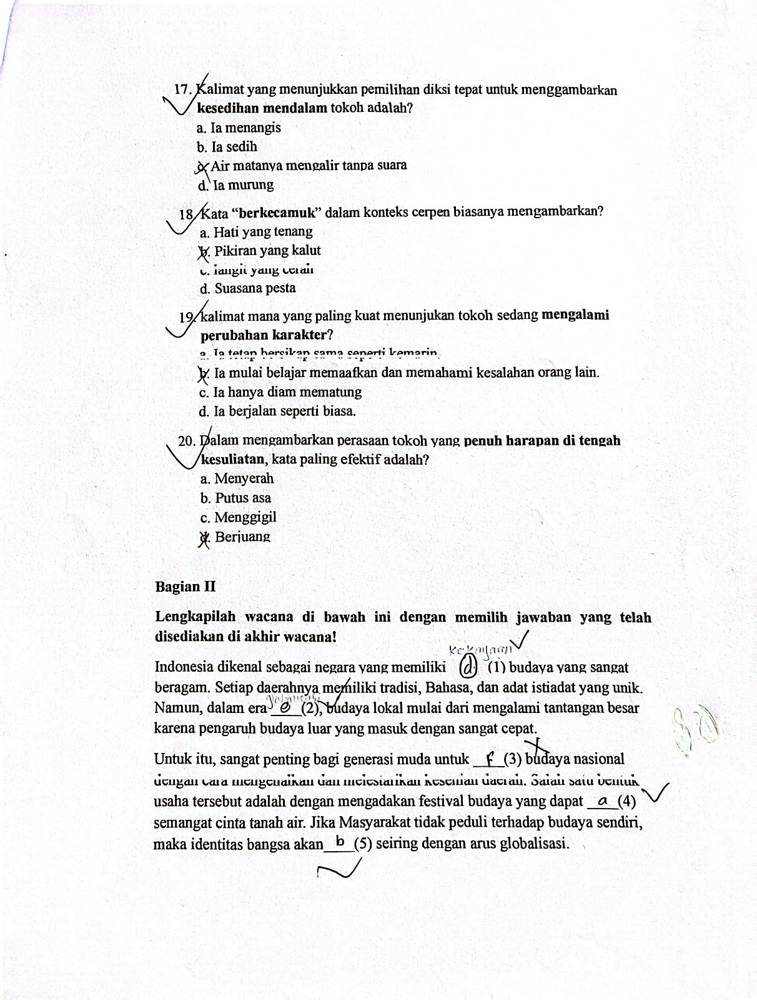 17. Kalimat yang menunjukkan pemilihan diksi tepat untuk menggambarkan
kesedihan mendalam tokoh adalah?
a. Ia menangis
b. Ia sedih
Air matanya mengalir tanpa suara
d. Ia murung
18. Kata “berkecamuk” dalam konteks cerpen biasanya mengambarkan?
a. Hati yang tenang
b. Pikiran yang kalut
c. langit yang cerah
d. Suasana pesta
19. kalimat mana yang paling kuat menunjukan tokoh sedang mengalami
perubahan karakter?
a. Ia tetap bersikap sama seperti kemarin.
b. Ia mulai belajar memaafkan dan memahami kesalahan orang lain.
c. Ia hanya diam mematung
d. Ia berjalan seperti biasa.
20. Dalam mengambarkan perasaan tokoh yang penuh harapan di tengah
kesuliatan, kata paling efektif adalah?
a. Menyerah
b. Putus asa
c. Menggigil
d. Berjuang
Bagian II
Lengkapilah wacana di bawah ini dengan memilih jawaban yang telah
disediakan di akhir wacana!
kekayaan
Indonesia dikenal sebagai negara yang memiliki d. (1) budaya yang sangat
beragam. Setiap daerahnya memiliki tradisi, Bahasa, dan adat istiadat yang unik.
globalisasi
Namun, dalam era e (2), budaya lokal mulai dari mengalami tantangan besar
karena pengaruh budaya luar yang masuk dengan sangat cepat.
Untuk itu, sangat penting bagi generasi muda untuk f (3) budaya nasional
dengan cara mengenalkan dan melestarikan kesenian daerah. Salah satu bentuk
usaha tersebut adalah dengan mengadakan festival budaya yang dapat a (4)
semangat cinta tanah air. Jika Masyarakat tidak peduli terhadap budaya sendiri,
maka identitas bangsa akan b (5) seiring dengan arus globalisasi.